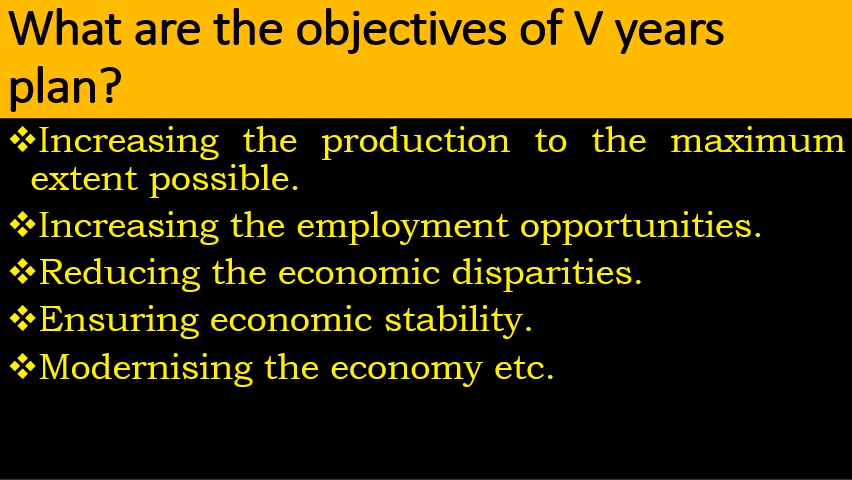 What are the objectives of V years
plan?
❖Increasing the production to the maximum
extent possible.
❖Increasing the employment opportunities.
❖Reducing the economic disparities.
❖Ensuring economic stability.
❖Modernising the economy etc.